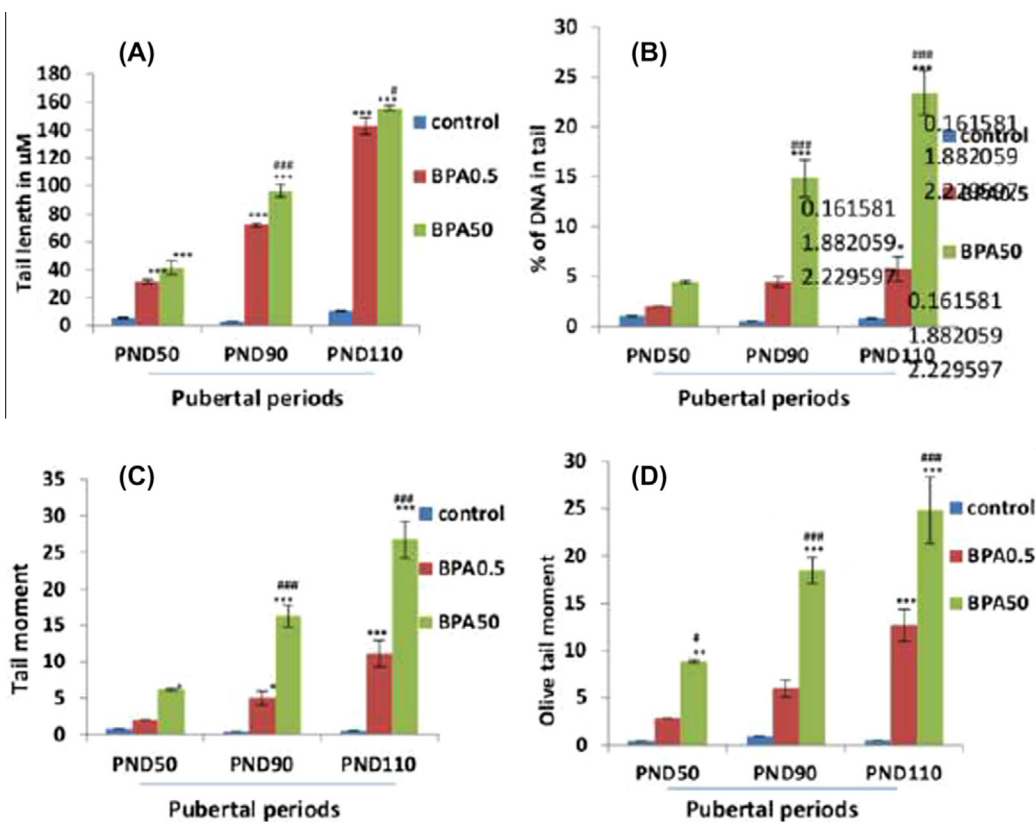 (A)
Tail length in uM
180
160
140
120
100
80
60
40
20
0
***
***
***
###
***
***
#
***
PND50 PND90 PND110
Pubertal periods
control
BPA0.5
BPA50
(B)
% of DNA in tail
30
25
20
15
10
5
0
###
***
*
###
***
0.161581
1.882059
2.229597
0.161581
1.882059
2.229597
0.161581
1.882059
2.229597
PND50 PND90 PND110
Pubertal periods
control
BPA0.5
BPA50
(C)
Tail moment
35
30
25
20
15
10
5
0
*
*
###
***
***
###
***
PND50 PND90 PND110
Pubertal periods
control
BPA0.5
BPA50
(D)
Olive tail moment
30
25
20
15
10
5
0
#
**
###
***
***
###
***
PND50 PND90 PND110
Pubertal periods
control
BPA0.5
BPA50